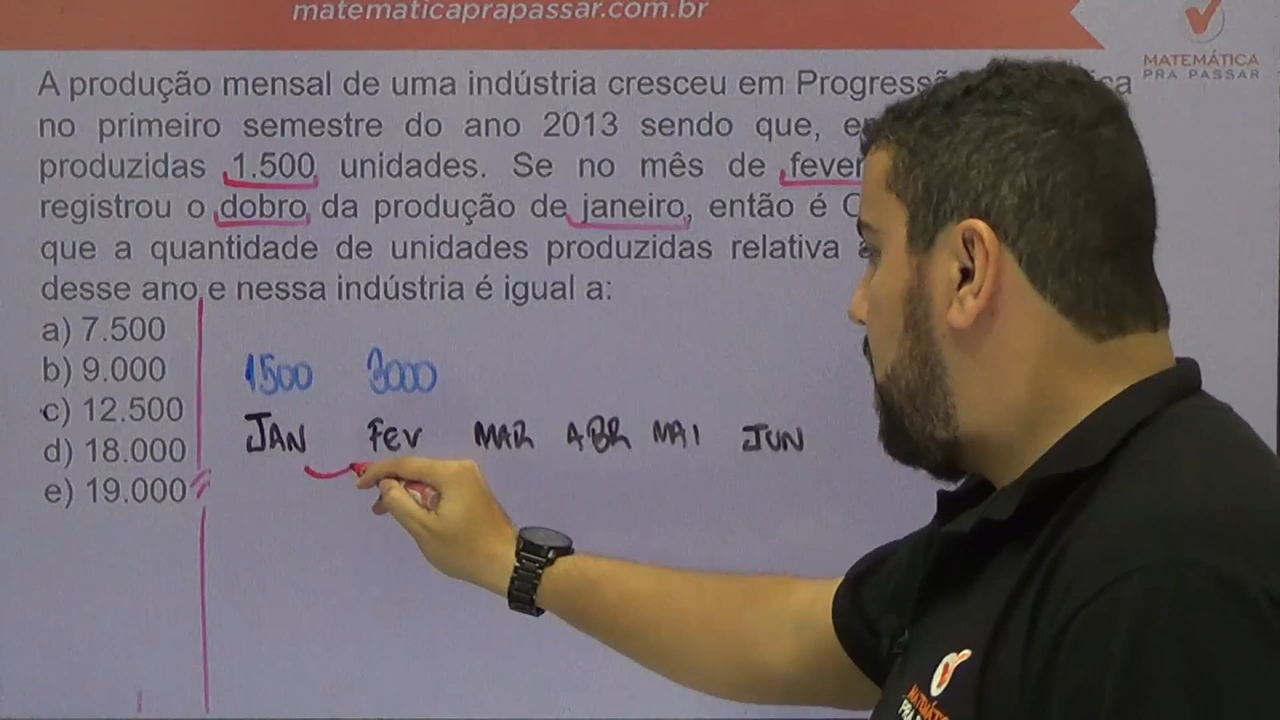 matematicaprapassar.com.br
MATEMÁTICA
PRA PASSAR
A produção mensal de uma indústria cresceu em
no primeiro semestre do ano 2013 sendo que,
produzidas 1.500 unidades. Se no mês de fever
registrou o dobro da produção de janeiro, então é
que a quantidade de unidades produzidas relativa
desse ano e nessa indústria é igual a:
a) 7.500
b) 9.000
c) 12.500
d) 18.000
e) 19.000
1500 3000
JAN FEV MAR ABR MAI JUN